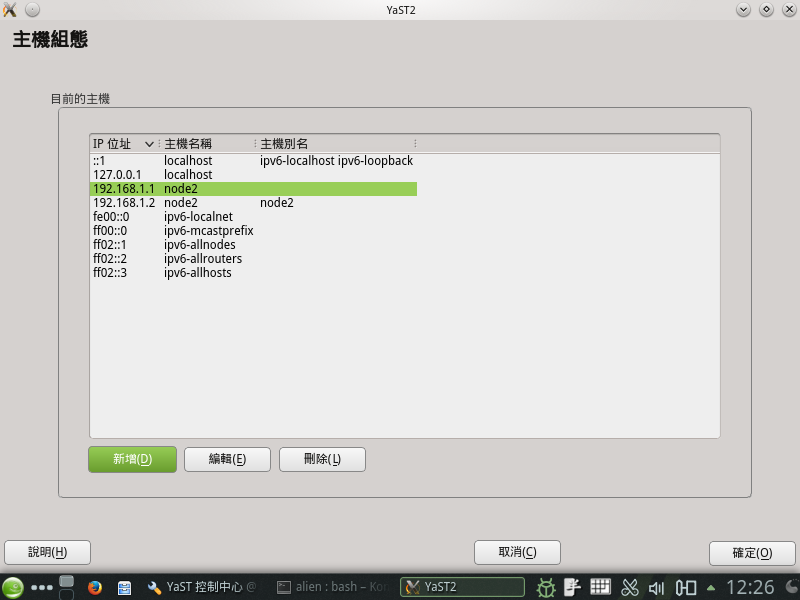 YaST2
主機組態
目前的主機
IP 位址 主機名稱 主機別名
::1 localhost ipv6-localhost ipv6-loopback
127.0.0.1 localhost
192.168.1.1 node2
192.168.1.2 node2 node2
fe00::0 ipv6-localnet
ff00::0 ipv6-mcastprefix
ff02::1 ipv6-allnodes
ff02::2 ipv6-allrouters
ff02::3 ipv6-allhosts
新增(D) 編輯(E) 刪除(L)
說明(H) 取消(C) 確定(O)
YaST 控制中心 @ alien : bash – Kon YaST2 12:26